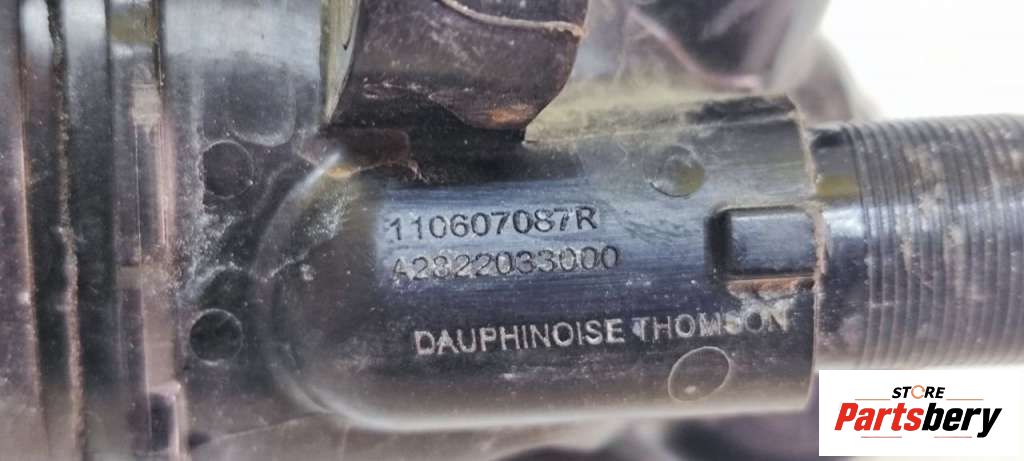 110607087R
A2822033000
DAUPHINOISE THOMSON
STORE
Partsbery